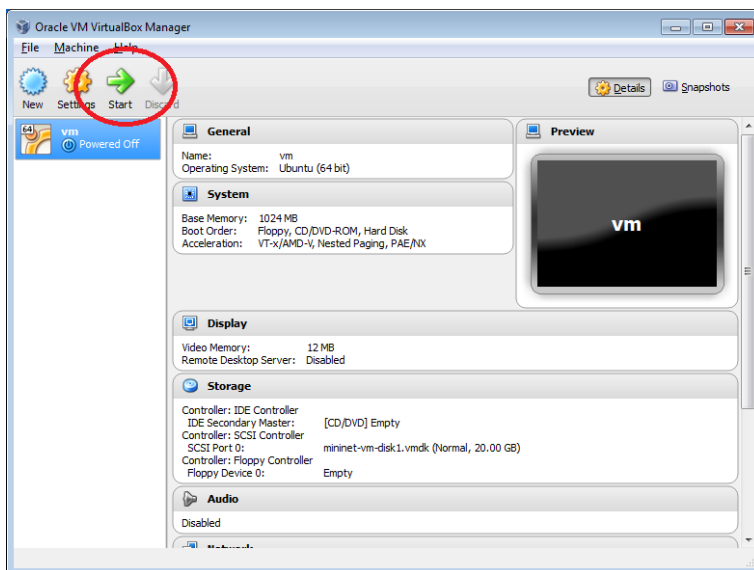 Oracle VM VirtualBox Manager
File Machine Help
New Settings Start Discard
Details Snapshots
64 vm
Powered Off
General
Name: vm
Operating System: Ubuntu (64 bit)
System
Base Memory: 1024 MB
Boot Order: Floppy, CD/DVD-ROM, Hard Disk
Acceleration: VT-x/AMD-V, Nested Paging, PAE/NX
Preview
vm
Display
Video Memory: 12 MB
Remote Desktop Server: Disabled
Storage
Controller: IDE Controller
IDE Secondary Master: [CD/DVD] Empty
Controller: SCSI Controller
SCSI Port 0: mininet-vm-disk1.vmdk (Normal, 20.00 GB)
Controller: Floppy Controller
Floppy Device 0: Empty
Audio
Disabled
Network